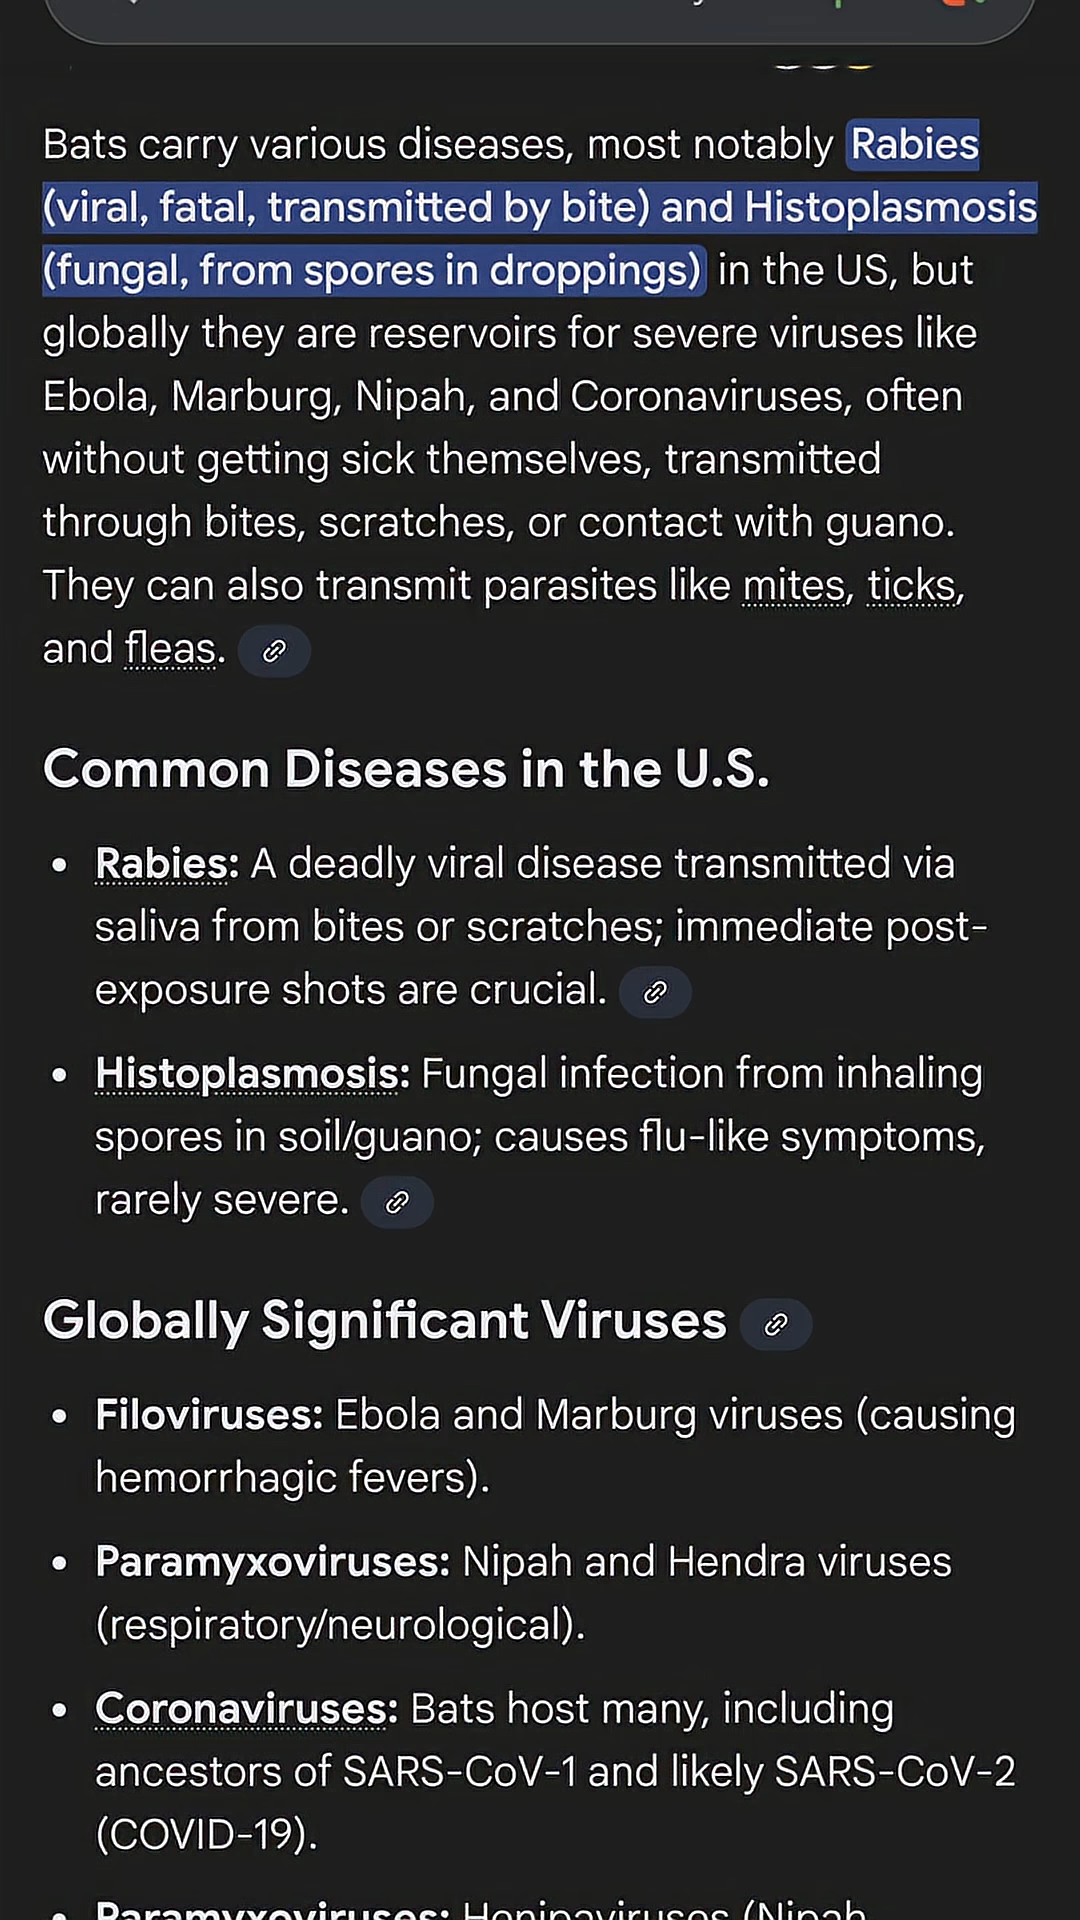 Bats carry various diseases, most notably Rabies
(viral, fatal, transmitted by bite) and Histoplasmosis
(fungal, from spores in droppings) in the US, but
globally they are reservoirs for severe viruses like
Ebola, Marburg, Nipah, and Coronaviruses, often
without getting sick themselves, transmitted
through bites, scratches, or contact with guano.
They can also transmit parasites like mites, ticks,
and fleas.
Common Diseases in the U.S.
• Rabies: A deadly viral disease transmitted via
saliva from bites or scratches; immediate post-
exposure shots are crucial.
• Histoplasmosis: Fungal infection from inhaling
spores in soil/guano; causes flu-like symptoms,
rarely severe.
Globally Significant Viruses
• Filoviruses: Ebola and Marburg viruses (causing
hemorrhagic fevers).
• Paramyxoviruses: Nipah and Hendra viruses
(respiratory/neurological).
• Coronaviruses: Bats host many, including
ancestors of SARS-CoV-1 and likely SARS-CoV-2
(COVID-19).
• Paramyxoviruses: Henipaviruses (Nipah